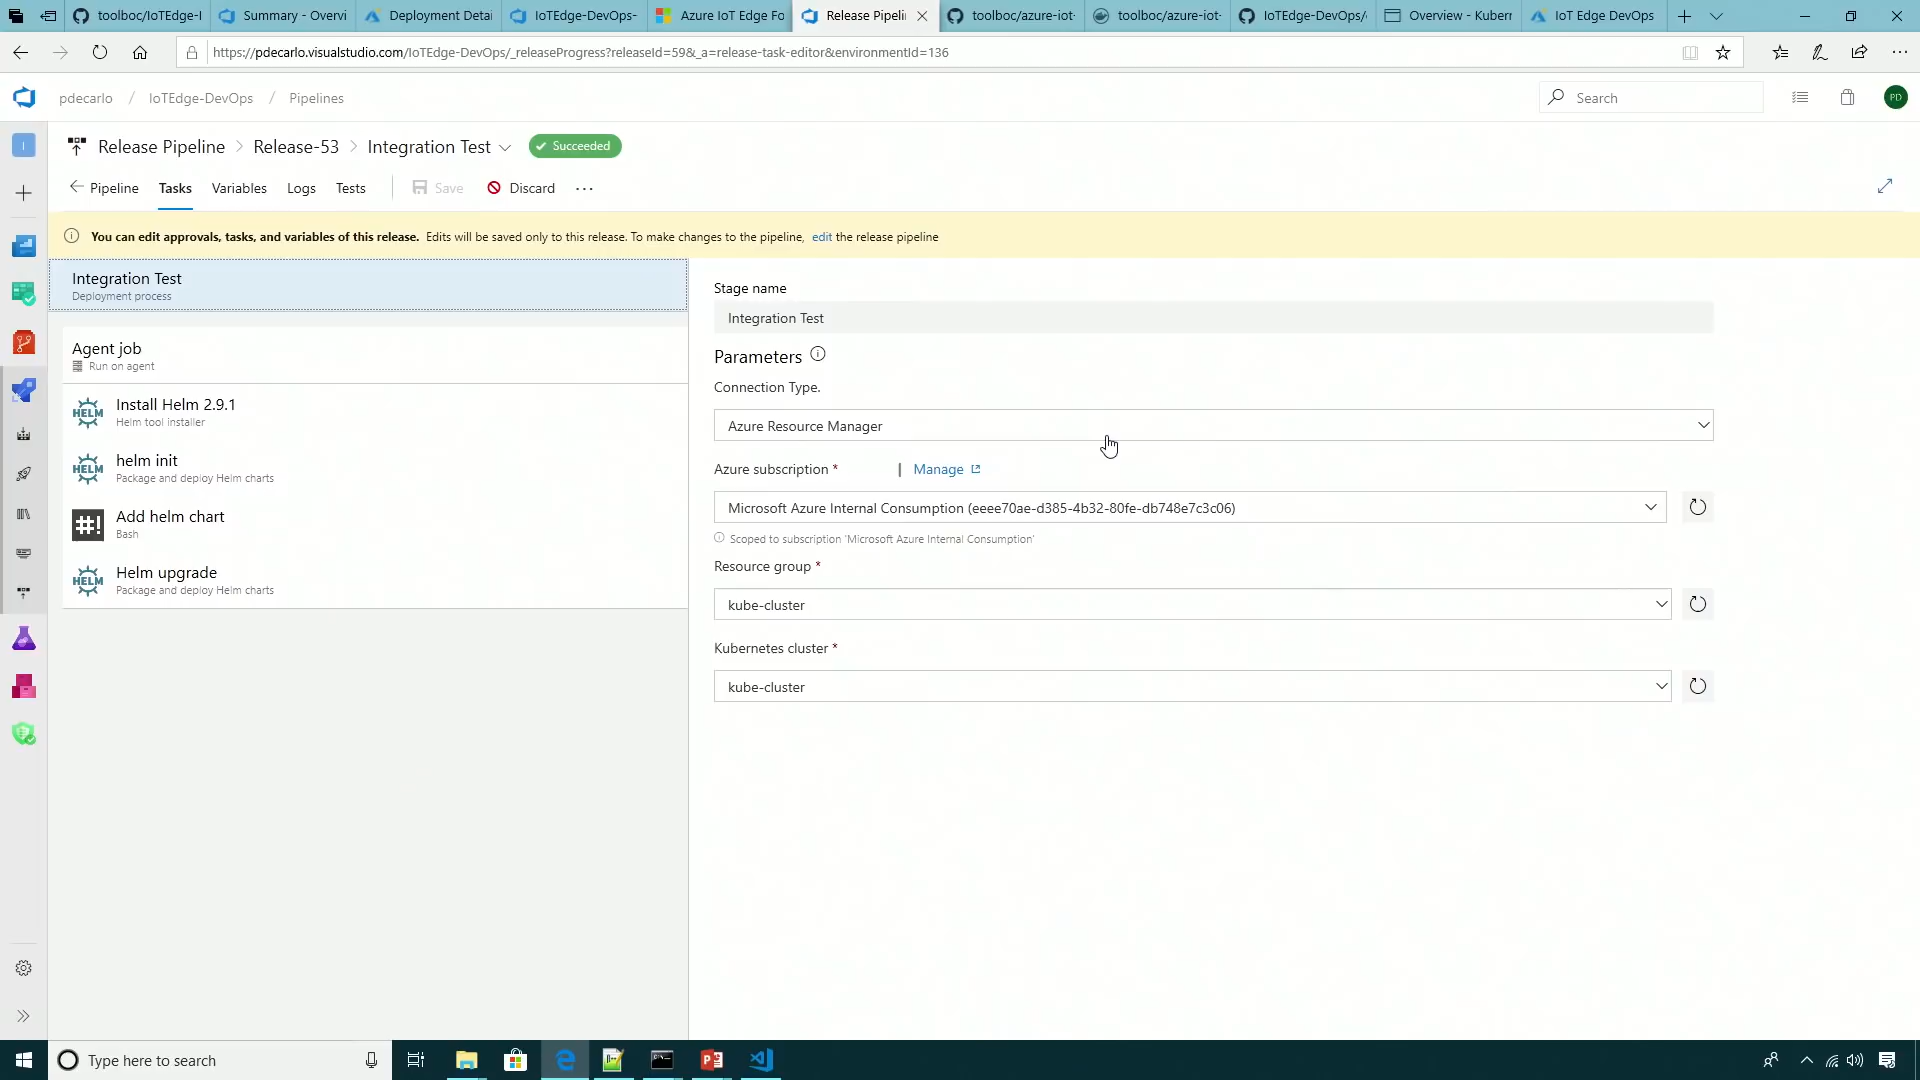 toolboc/IoTEdge-I
Summary - Overvi
Deployment Detai
IoTEdge-DevOps-
Azure IoT Edge Fo
Release Pipeli
toolboc/azure-iot-
toolboc/azure-iot-
IoTEdge-DevOps/
Overview - Kubern
IoT Edge DevOps
https://pdecarlo.visualstudio.com/IoTEdge-DevOps/_releaseProgress?releaseId=59&_a=release-task-editor&environmentId=136
pdecarlo / IoTEdge-DevOps / Pipelines
Search
PD
I
Release Pipeline > Release-53 > Integration Test
Succeeded
Pipeline
Tasks
Variables
Logs
Tests
Save
Discard
You can edit approvals, tasks, and variables of this release. Edits will be saved only to this release. To make changes to the pipeline, edit the release pipeline
Integration Test
Deployment process
Agent job
Run on agent
HELM
Install Helm 2.9.1
Helm tool installer
HELM
helm init
Package and deploy Helm charts
#!
Add helm chart
Bash
HELM
Helm upgrade
Package and deploy Helm charts
Stage name
Integration Test
Parameters
Connection Type.
Azure Resource Manager
Azure subscription * | Manage
Microsoft Azure Internal Consumption (eeee70ae-d385-4b32-80fe-db748e7c3c06)
Scoped to subscription 'Microsoft Azure Internal Consumption'
Resource group *
kube-cluster
Kubernetes cluster *
kube-cluster
Type here to search